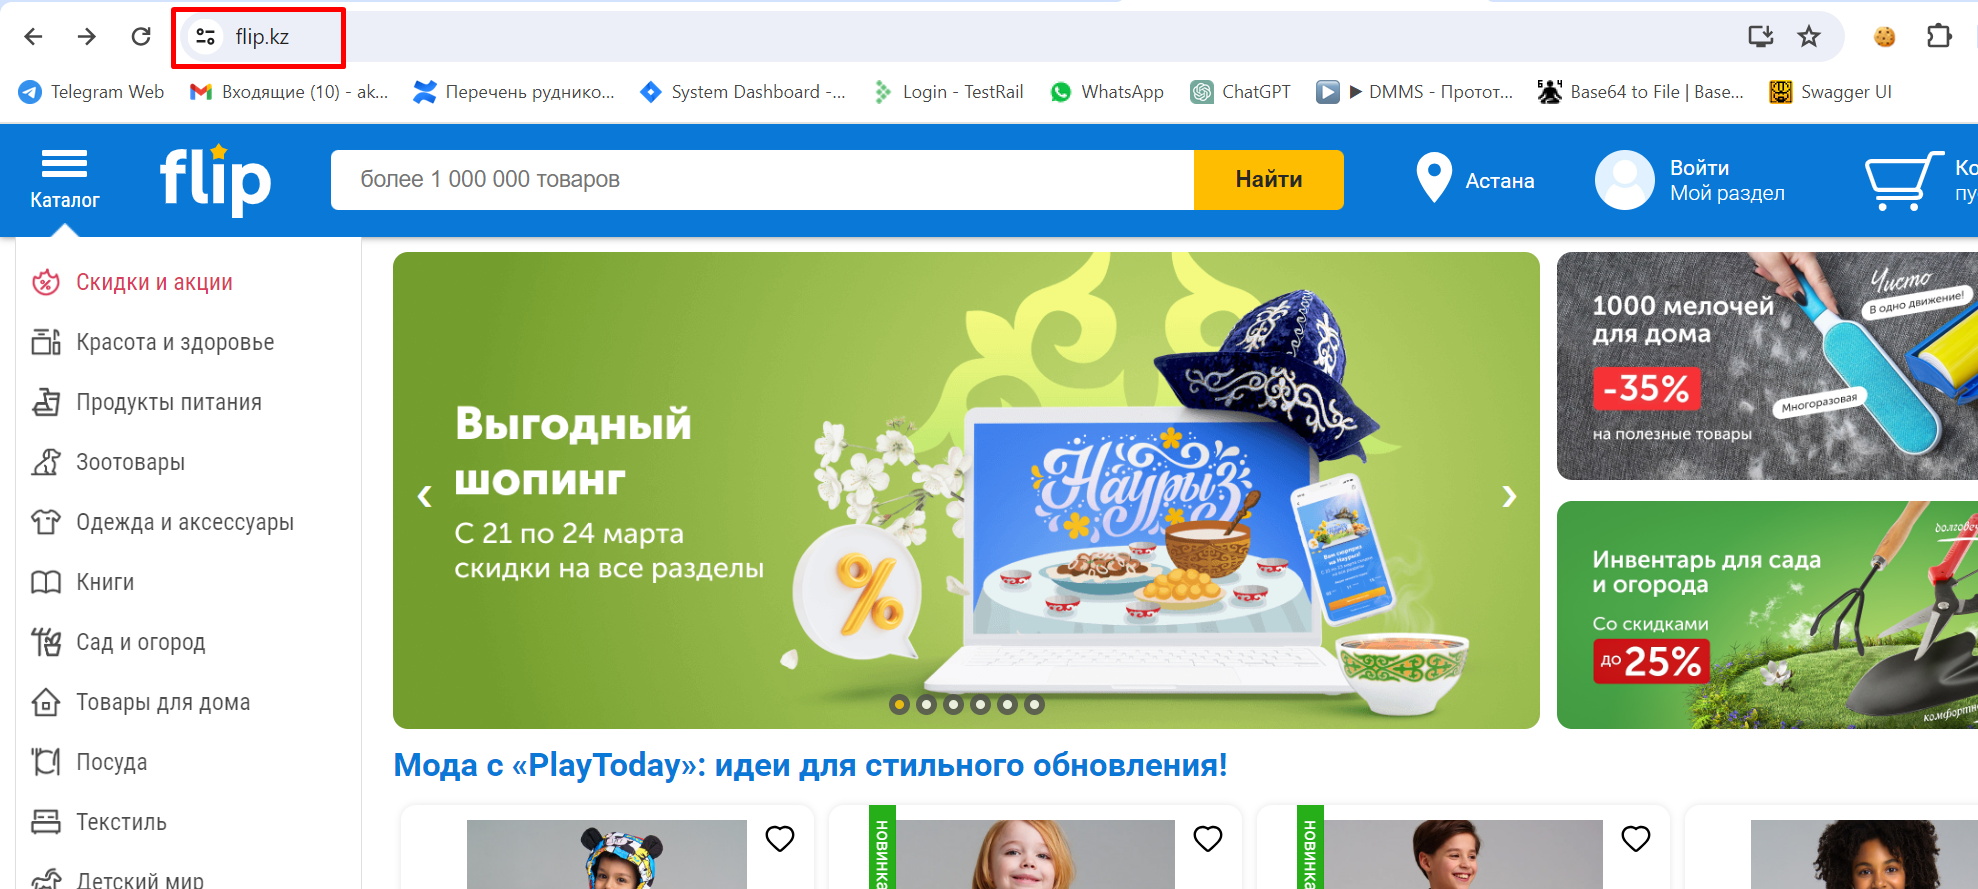 flip.kz
Telegram Web
Входящие (10) - ak...
Перечень руднико...
System Dashboard -...
Login - TestRail
WhatsApp
ChatGPT
► DMMS - Протот...
Base64 to File | Base...
Swagger UI
Каталог
flip
более 1 000 000 товаров
Найти
Астана
Войти
Мой раздел
Ко
пу
Скидки и акции
Красота и здоровье
Продукты питания
Зоотовары
Одежда и аксессуары
Книги
Сад и огород
Товары для дома
Посуда
Текстиль
Детский мир
Выгодный
шопинг
С 21 по 24 марта
скидки на все разделы
Наурыз
%
1000 мелочей
для дома
-35%
на полезные товары
Чисто
В одно движение!
Многоразовая
Инвентарь для сада
и огорода
Со скидками
до 25%
долговеч
комфортн
Мода с «PlayToday»: идеи для стильного обновления!
новинка
новинка